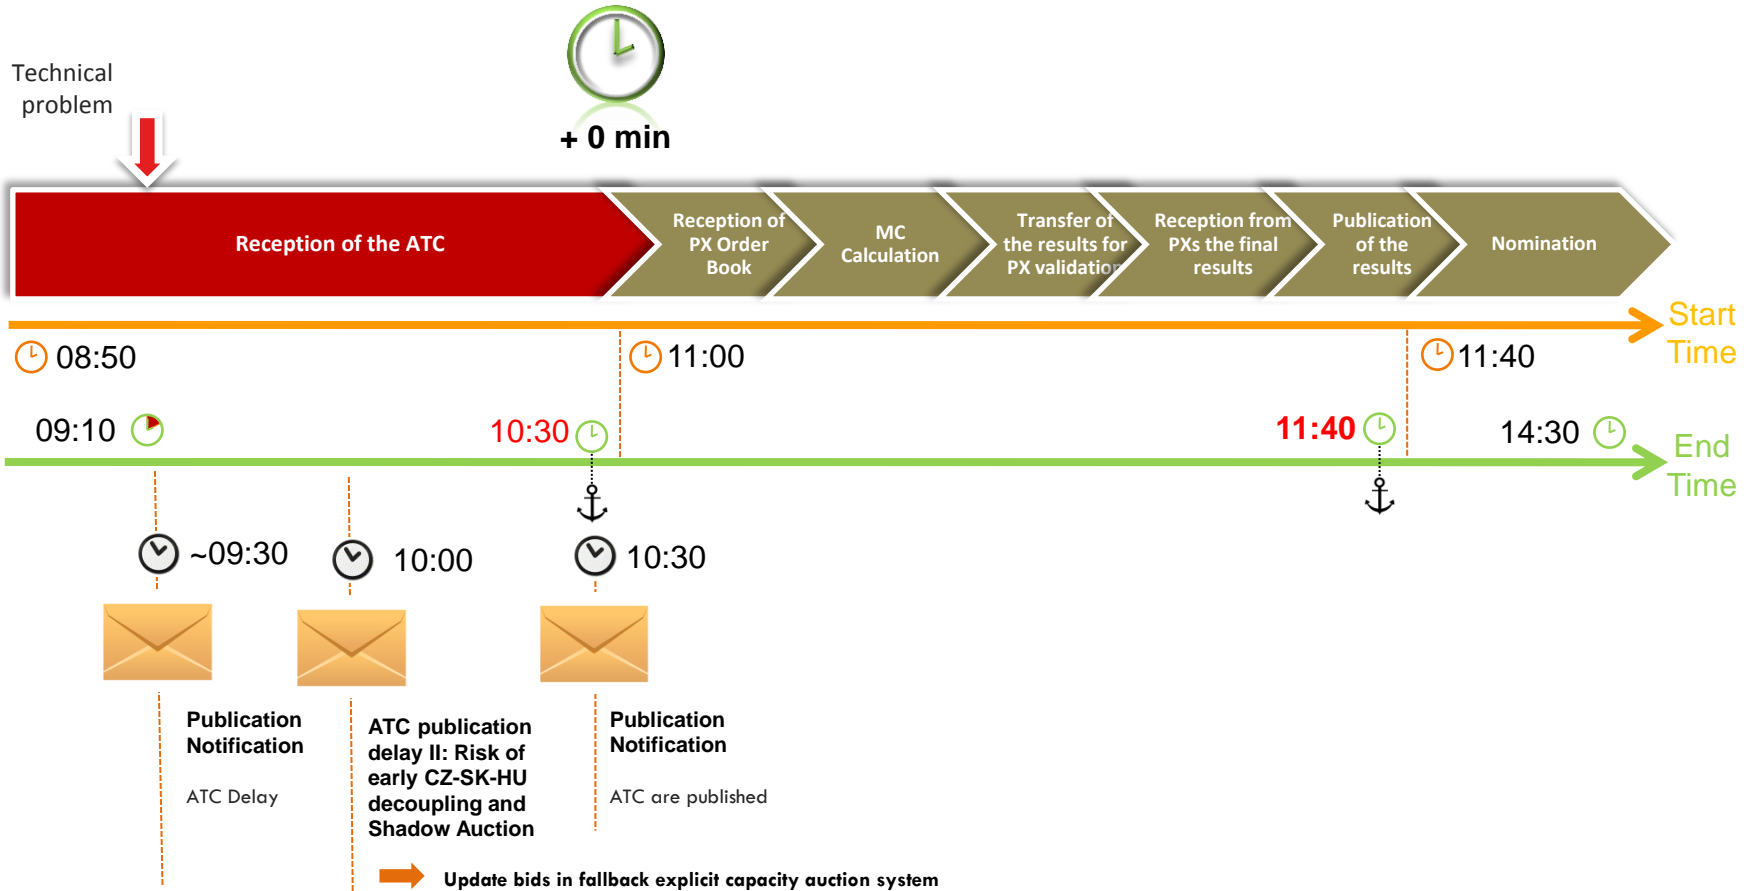 Technical
problem
+ 0 min
Reception of the ATC
Reception of
PX Order
Book
MC
Calculation
Transfer of
the results for
PX validation
Reception from
PXs the final
results
Publication
of the
results
Nomination
Start
Time
08:50
11:00
11:40
09:10
10:30
11:40
14:30
End
Time
~09:30
10:00
10:30
Publication
Notification
ATC Delay
ATC publication
delay II: Risk of
early CZ-SK-HU
decoupling and
Shadow Auction
Publication
Notification
ATC are published
Update bids in fallback explicit capacity auction system